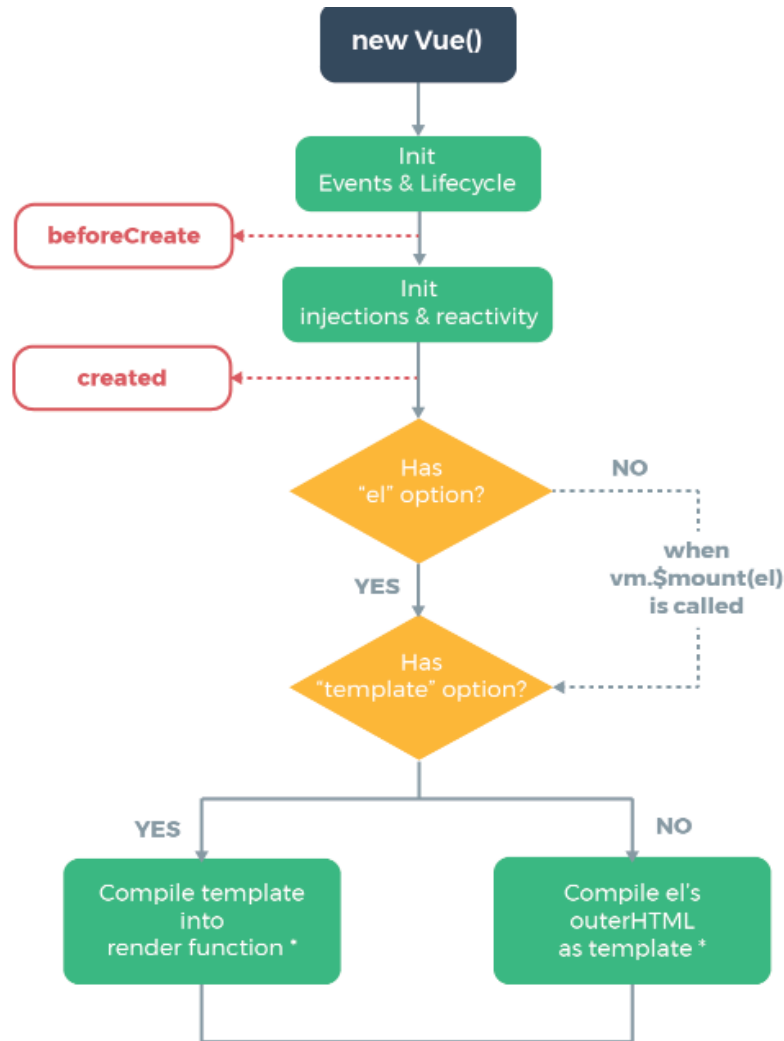 new Vue()
Init
Events & Lifecycle
beforeCreate
Init
injections & reactivity
created
Has
“el” option?
NO
when
vm.$mount(el)
is called
YES
Has
“template” option?
YES
NO
Compile template
into
render function *
Compile el's
outerHTML
as template *